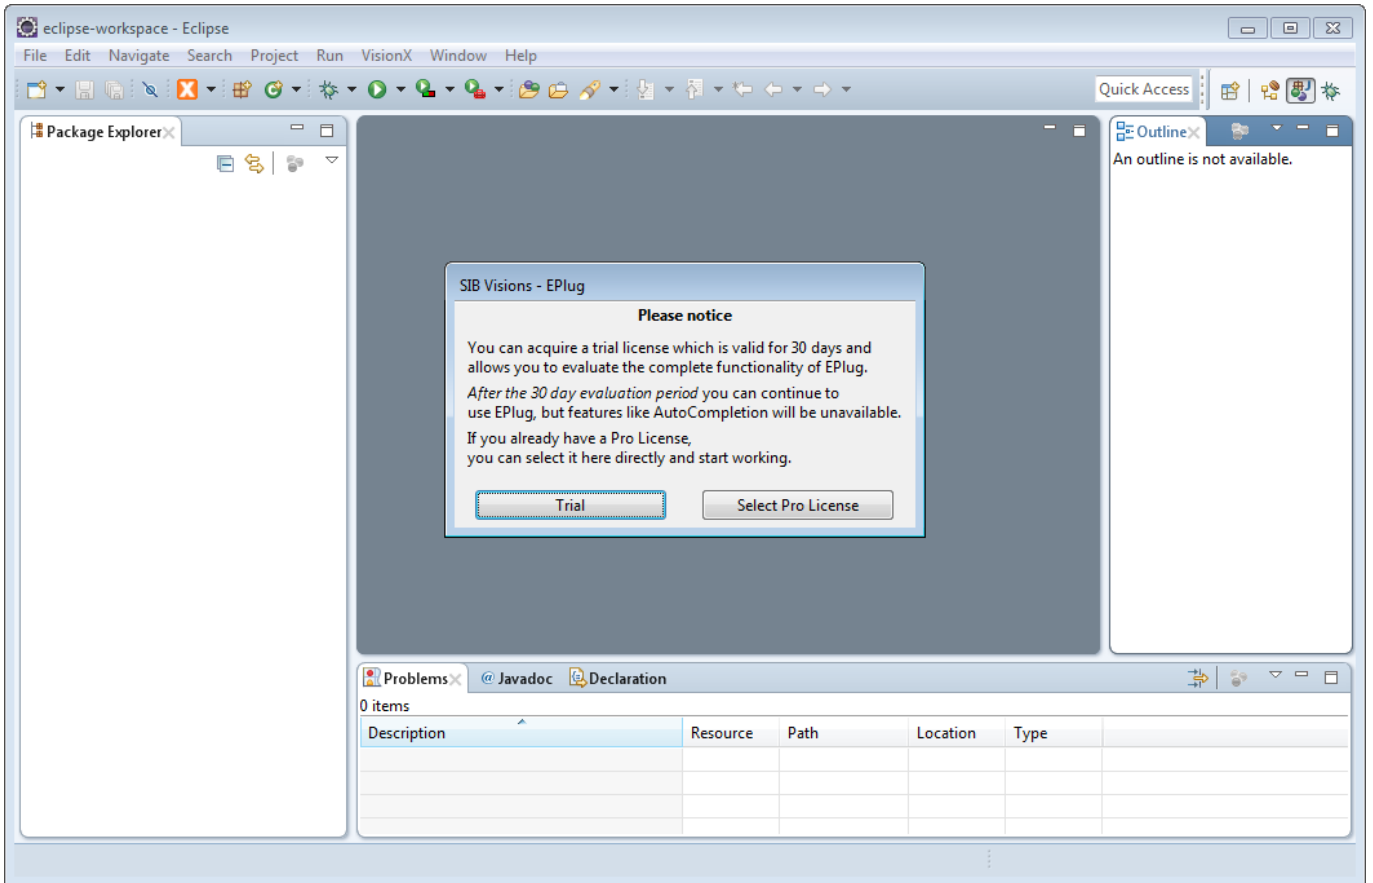 eclipse-workspace - Eclipse
File Edit Navigate Search Project Run VisionX Window Help
Quick Access
Package Explorer
Outline
An outline is not available.
SIB Visions - EPlug
Please notice
You can acquire a trial license which is valid for 30 days and
allows you to evaluate the complete functionality of EPlug.
After the 30 day evaluation period you can continue to
use EPlug, but features like AutoCompletion will be unavailable.
If you already have a Pro License,
you can select it here directly and start working.
Trial Select Pro License
Problems @ Javadoc Declaration
0 items
Description Resource Path Location Type